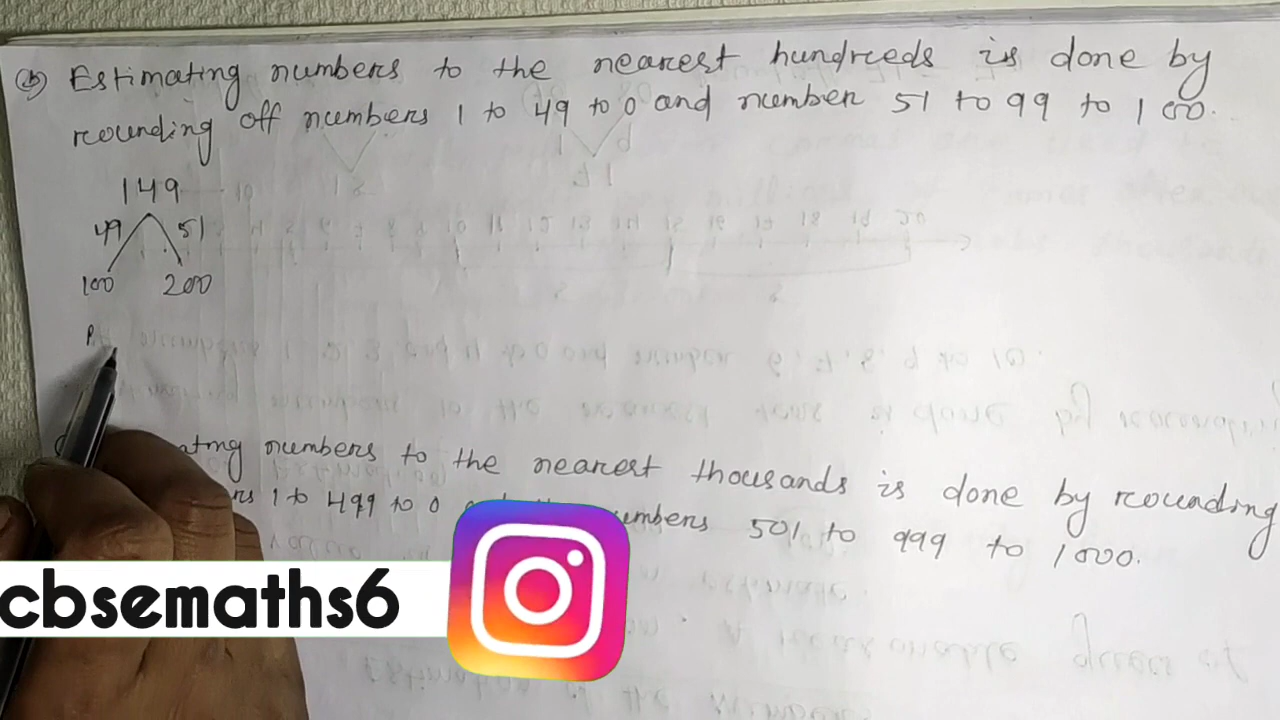 (b) Estimating numbers to the nearest hundreds is done by
rounding off numbers 1 to 49 to 0 and number 51 to 99 to 100.
149
49 51
100 200
numbers to the nearest thousands is done by rounding
1 to 499 to 0 501 to 999 to 1000.
cbsemaths6